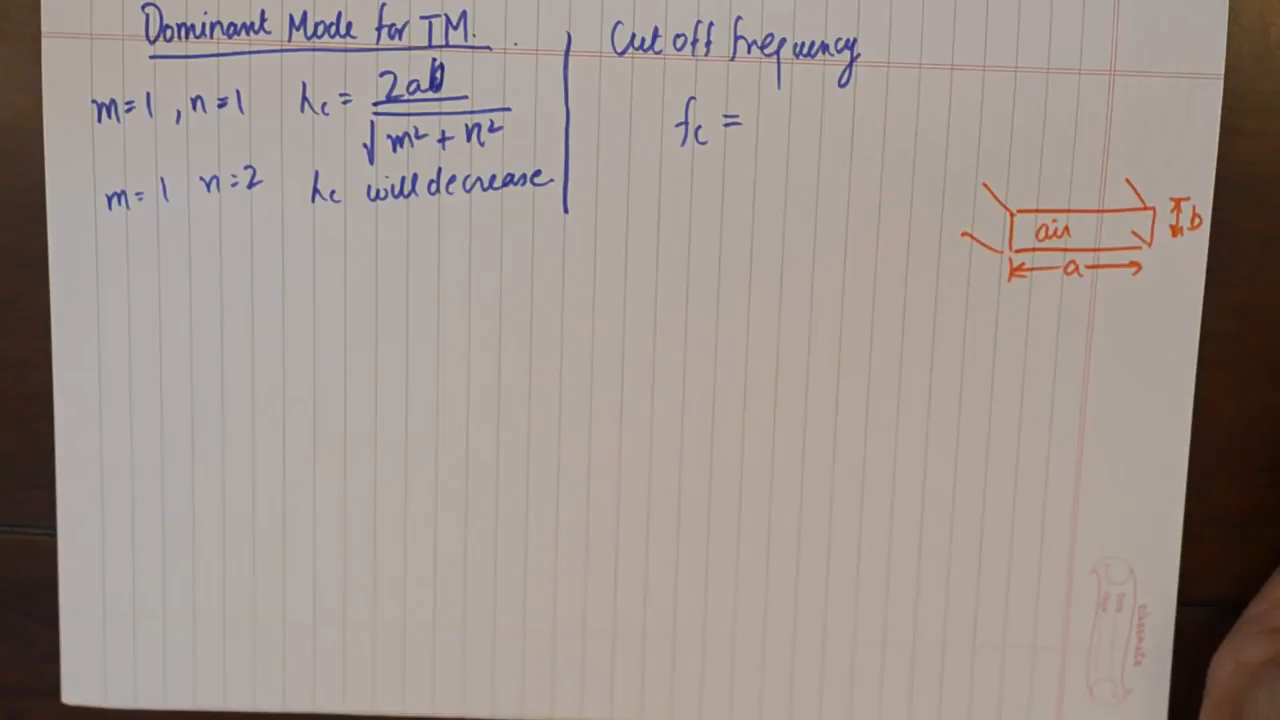 Dominant Mode for TM.
m=1 , n=1 λc = 2ab / √m² + n²
m=1 n=2 λc will decrease
Cut off frequency
fc =
air
b
a
classmate